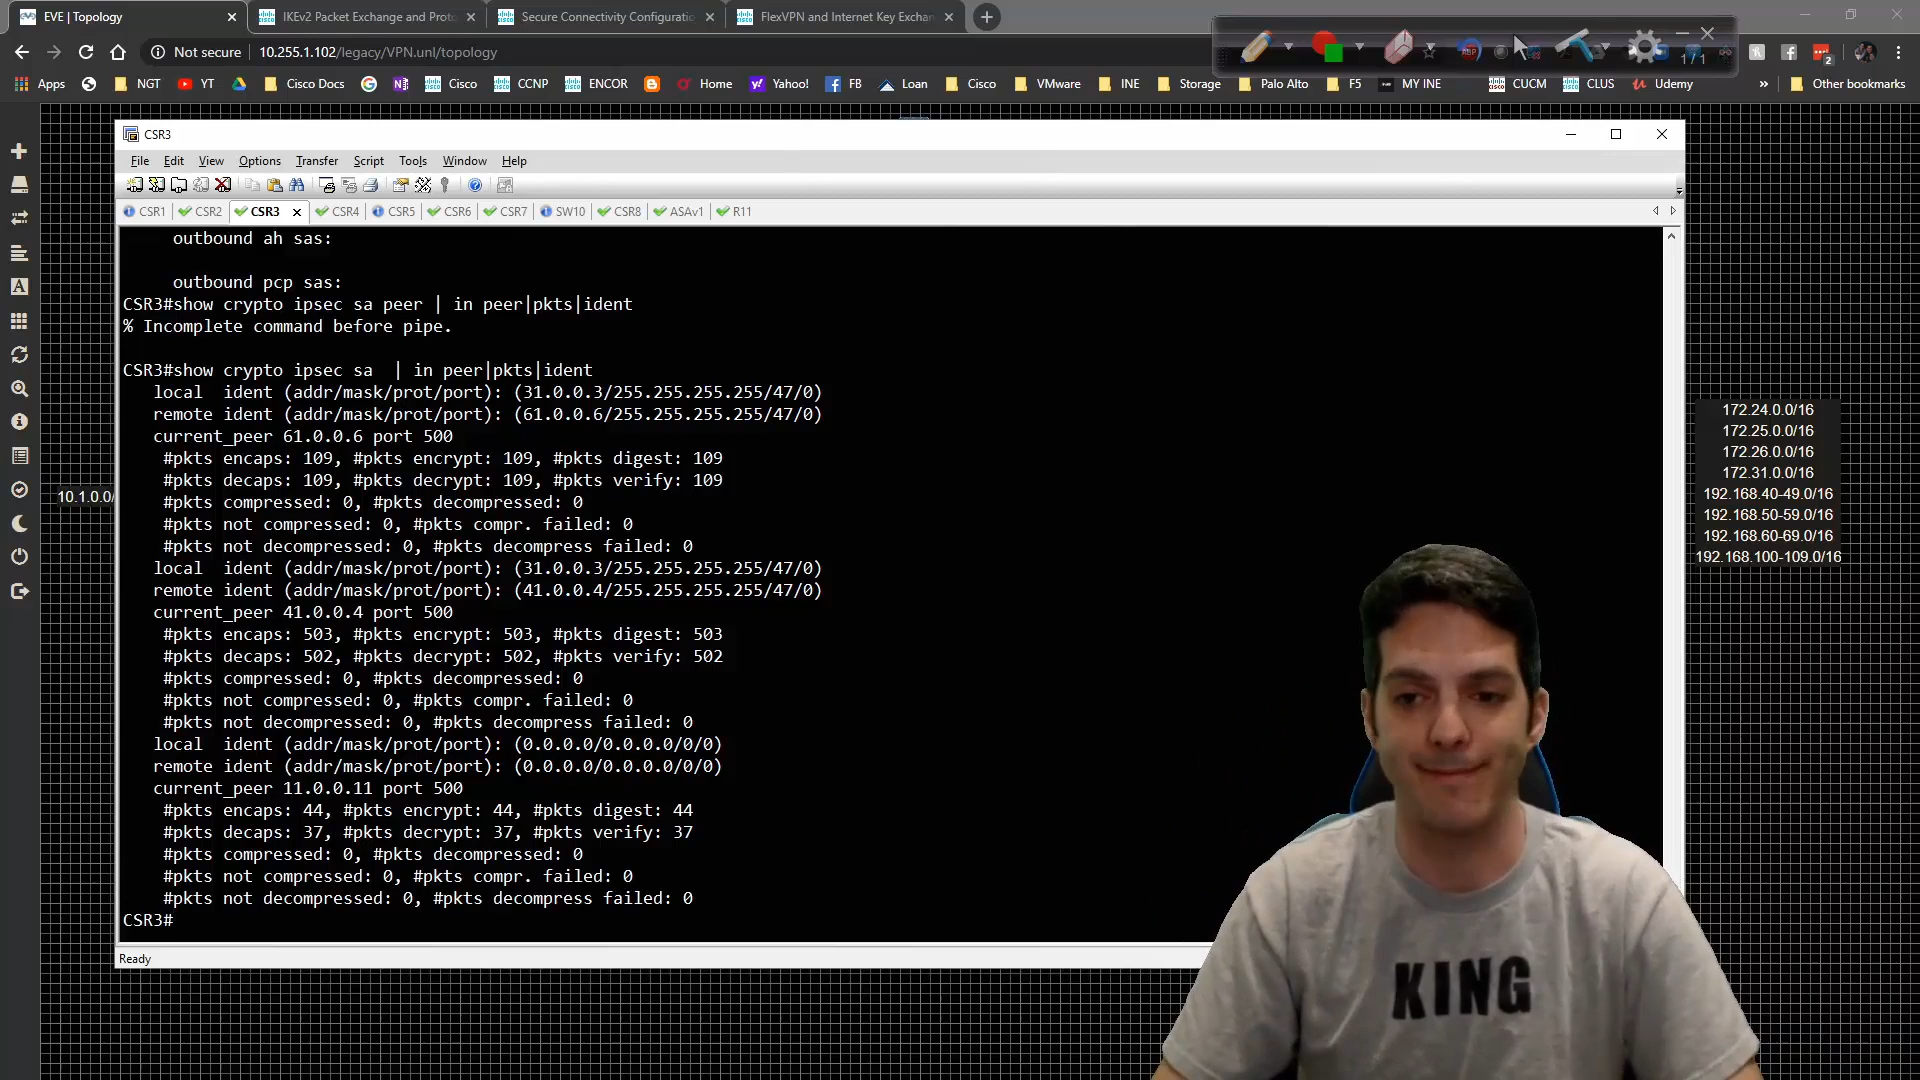 EVE | Topology
IKEv2 Packet Exchange and Proto
Secure Connectivity Configuratio
FlexVPN and Internet Key Exchan
Not secure
10.255.1.102/legacy/VPN.unl/topology
1 / 1
2
Apps
NGT
YT
Cisco Docs
Cisco
CCNP
ENCOR
Home
Yahoo!
FB
Loan
Cisco
VMware
INE
Storage
Palo Alto
F5
MY INE
CUCM
CLUS
Udemy
Other bookmarks
CSR3
File Edit View Options Transfer Script Tools Window Help
CSR1 CSR2 CSR3 CSR4 CSR5 CSR6 CSR7 SW10 CSR8 ASAv1 R11
outbound ah sas:
outbound pcp sas:
CSR3#show crypto ipsec sa peer | in peer|pkts|ident
% Incomplete command before pipe.
CSR3#show crypto ipsec sa  | in peer|pkts|ident
local  ident (addr/mask/prot/port): (31.0.0.3/255.255.255.255/47/0)
remote ident (addr/mask/prot/port): (61.0.0.6/255.255.255.255/47/0)
current_peer 61.0.0.6 port 500
#pkts encaps: 109, #pkts encrypt: 109, #pkts digest: 109
#pkts decaps: 109, #pkts decrypt: 109, #pkts verify: 109
#pkts compressed: 0, #pkts decompressed: 0
#pkts not compressed: 0, #pkts compr. failed: 0
#pkts not decompressed: 0, #pkts decompress failed: 0
local  ident (addr/mask/prot/port): (31.0.0.3/255.255.255.255/47/0)
remote ident (addr/mask/prot/port): (41.0.0.4/255.255.255.255/47/0)
current_peer 41.0.0.4 port 500
#pkts encaps: 503, #pkts encrypt: 503, #pkts digest: 503
#pkts decaps: 502, #pkts decrypt: 502, #pkts verify: 502
#pkts compressed: 0, #pkts decompressed: 0
#pkts not compressed: 0, #pkts compr. failed: 0
#pkts not decompressed: 0, #pkts decompress failed: 0
local  ident (addr/mask/prot/port): (0.0.0.0/0.0.0.0/0/0)
remote ident (addr/mask/prot/port): (0.0.0.0/0.0.0.0/0/0)
current_peer 11.0.0.11 port 500
#pkts encaps: 44, #pkts encrypt: 44, #pkts digest: 44
#pkts decaps: 37, #pkts decrypt: 37, #pkts verify: 37
#pkts compressed: 0, #pkts decompressed: 0
#pkts not compressed: 0, #pkts compr. failed: 0
#pkts not decompressed: 0, #pkts decompress failed: 0
CSR3#
Ready
10.1.0.0/
172.24.0.0/16
172.25.0.0/16
172.26.0.0/16
172.31.0.0/16
192.168.40-49.0/16
192.168.50-59.0/16
192.168.60-69.0/16
192.168.100-109.0/16
KING